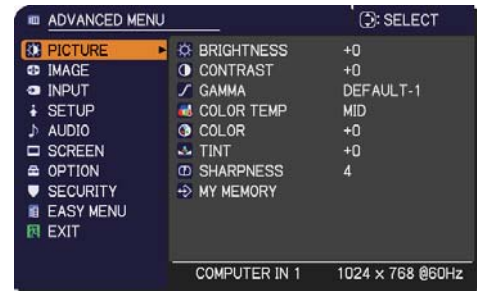 ADVANCED MENU : SELECT
PICTURE
IMAGE
INPUT
SETUP
AUDIO
SCREEN
OPTION
SECURITY
EASY MENU
EXIT
BRIGHTNESS +0
CONTRAST +0
GAMMA DEFAULT-1
COLOR TEMP MID
COLOR +0
TINT +0
SHARPNESS 4
MY MEMORY
COMPUTER IN 1 1024 x 768 @60Hz